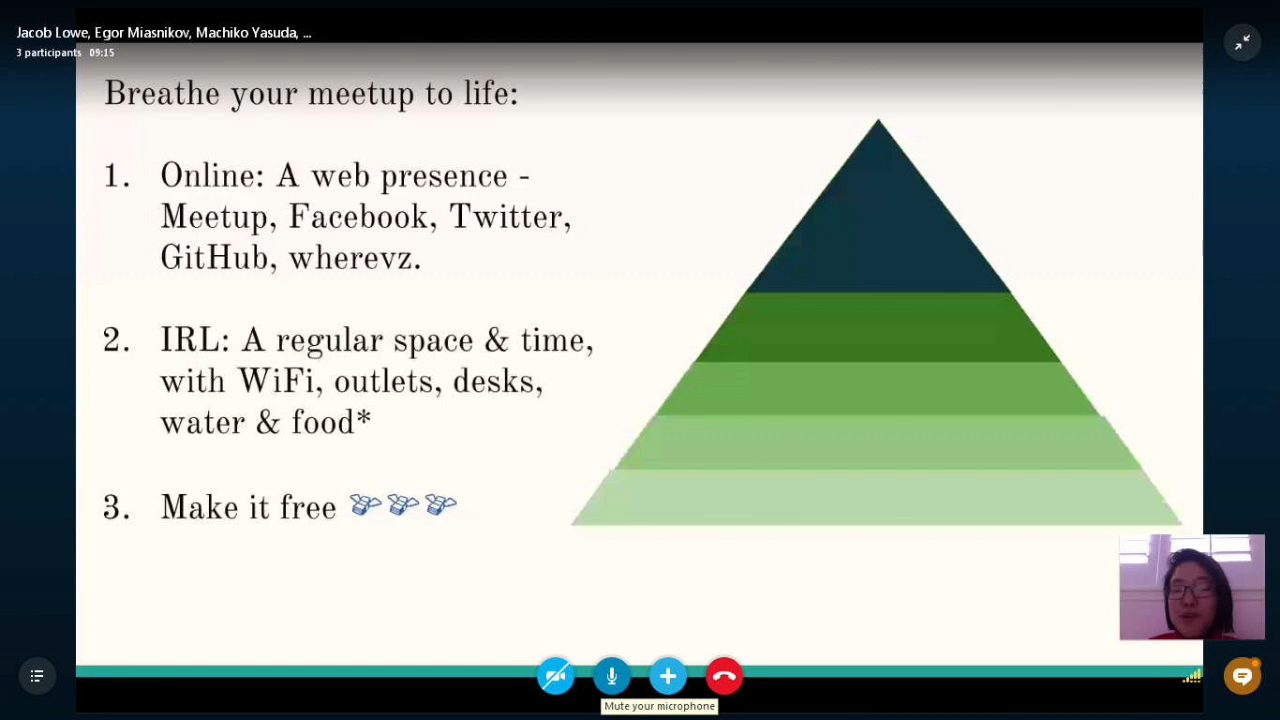 Jacob Lowe, Egor Miasnikov, Machiko Yasuda, ...
3 participants 09:15
Breathe your meetup to life:
1. Online: A web presence -
Meetup, Facebook, Twitter,
GitHub, wherevz.
2. IRL: A regular space & time,
with WiFi, outlets, desks,
water & food*
3. Make it free
Mute your microphone